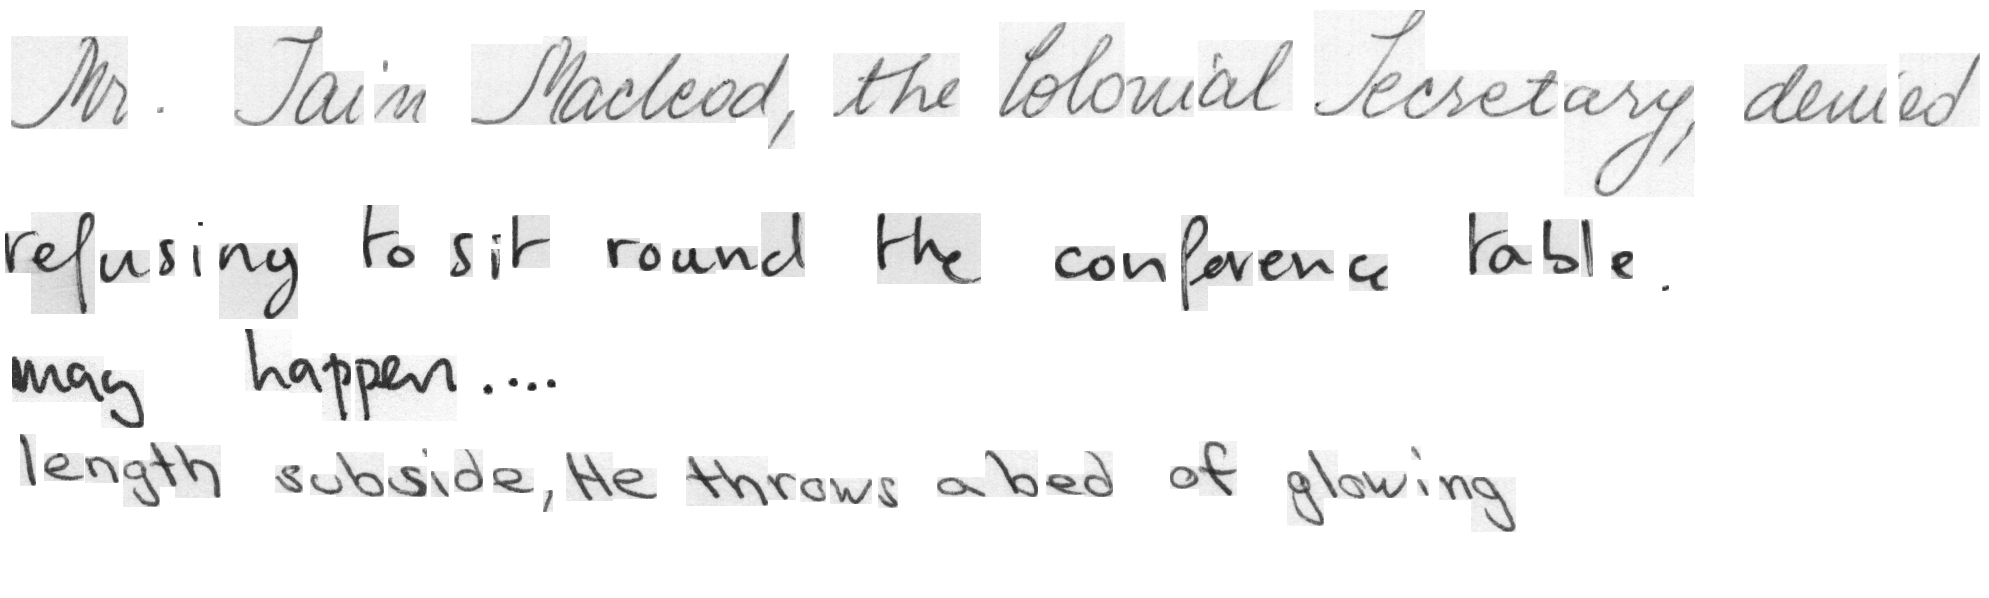 Mr. Iain Macleod, the Colonial Secretary, denied
refusing to sit round the conference table.
may happen....
length subside, He throws a bed of glowing